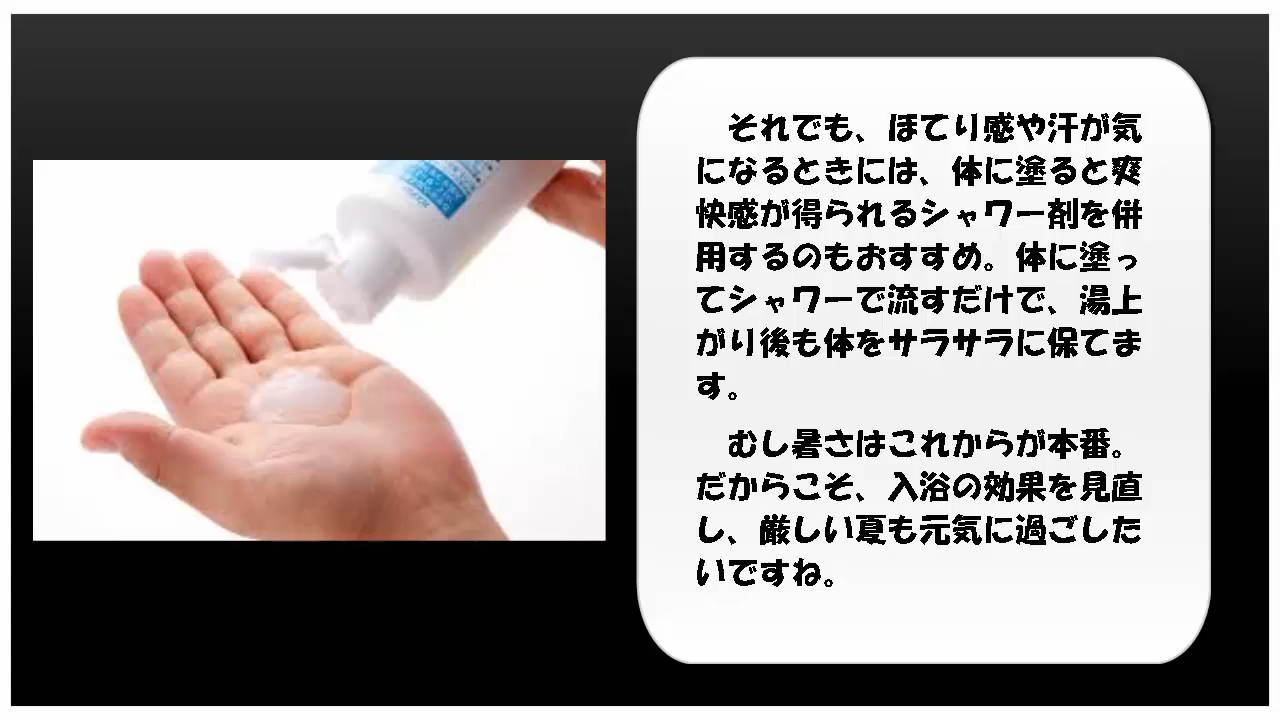 それでも、ほてり感や汗が気
になるときには、体に塗ると爽
快感が得られるシャワー剤を併
用するのもおすすめ。体に塗っ
てシャワーで流すだけで、湯上
がり後も体をサラサラに保てま
す。
むし暑さはこれからが本番。
だからこそ、入浴の効果を見直
し、厳しい夏も元気に過ごした
いですね。